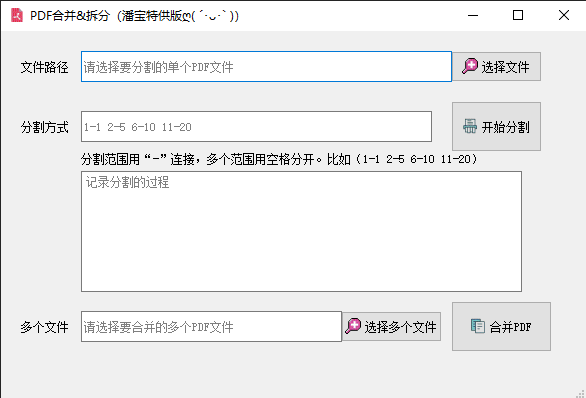 PDF合并&拆分（潘宝特供版ღ( ´･ᴗ･` )）
文件路径 请选择要分割的单个PDF文件 选择文件
分割方式 1-1 2-5 6-10 11-20 开始分割
分割范围用“-”连接，多个范围用空格分开。比如（1-1 2-5 6-10 11-20）
记录分割的过程
多个文件 请选择要合并的多个PDF文件 选择多个文件 合并PDF